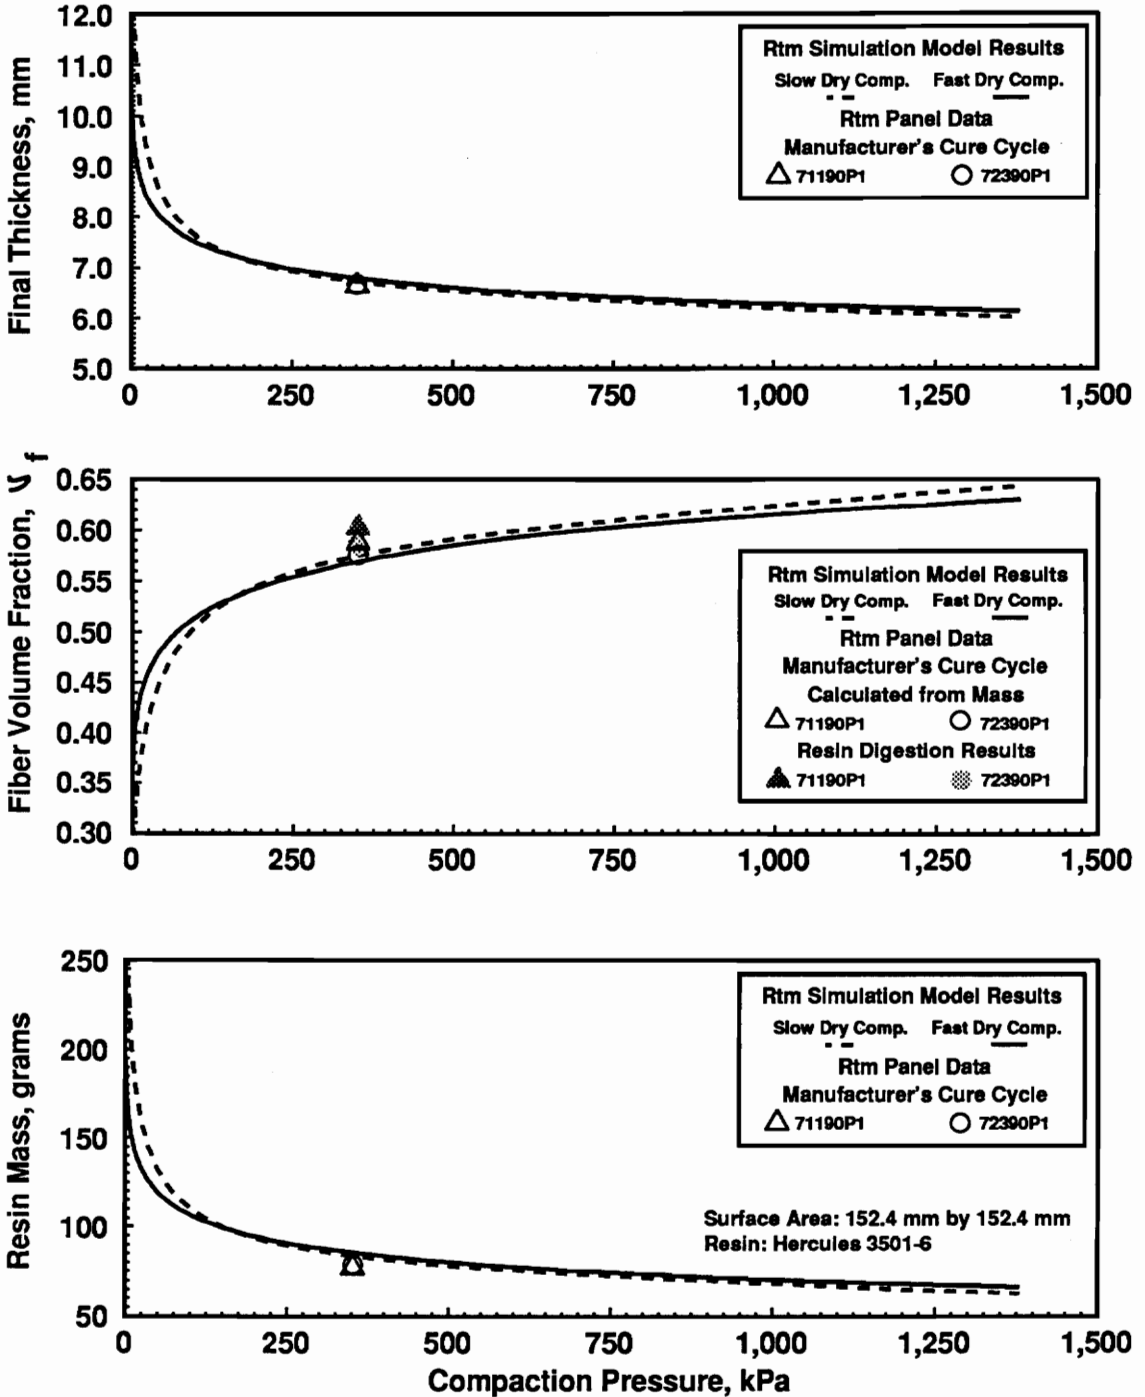 Final Thickness, mm
12.0
11.0
10.0
9.0
8.0
7.0
6.0
5.0
0 250 500 750 1,000 1,250 1,500
Rtm Simulation Model Results
Slow Dry Comp. Fast Dry Comp.
Rtm Panel Data
Manufacturer's Cure Cycle
71190P1 72390P1
Fiber Volume Fraction, f
0.65
0.60
0.55
0.50
0.45
0.40
0.35
0.30
0 250 500 750 1,000 1,250 1,500
Rtm Simulation Model Results
Slow Dry Comp. Fast Dry Comp.
Rtm Panel Data
Manufacturer's Cure Cycle
Calculated from Mass
71190P1 72390P1
Resin Digestion Results
71190P1 72390P1
Resin Mass, grams
250
200
150
100
50
0 250 500 750 1,000 1,250 1,500
Rtm Simulation Model Results
Slow Dry Comp. Fast Dry Comp.
Rtm Panel Data
Manufacturer's Cure Cycle
71190P1 72390P1
Surface Area: 152.4 mm by 152.4 mm
Resin: Hercules 3501-6
Compaction Pressure, kPa